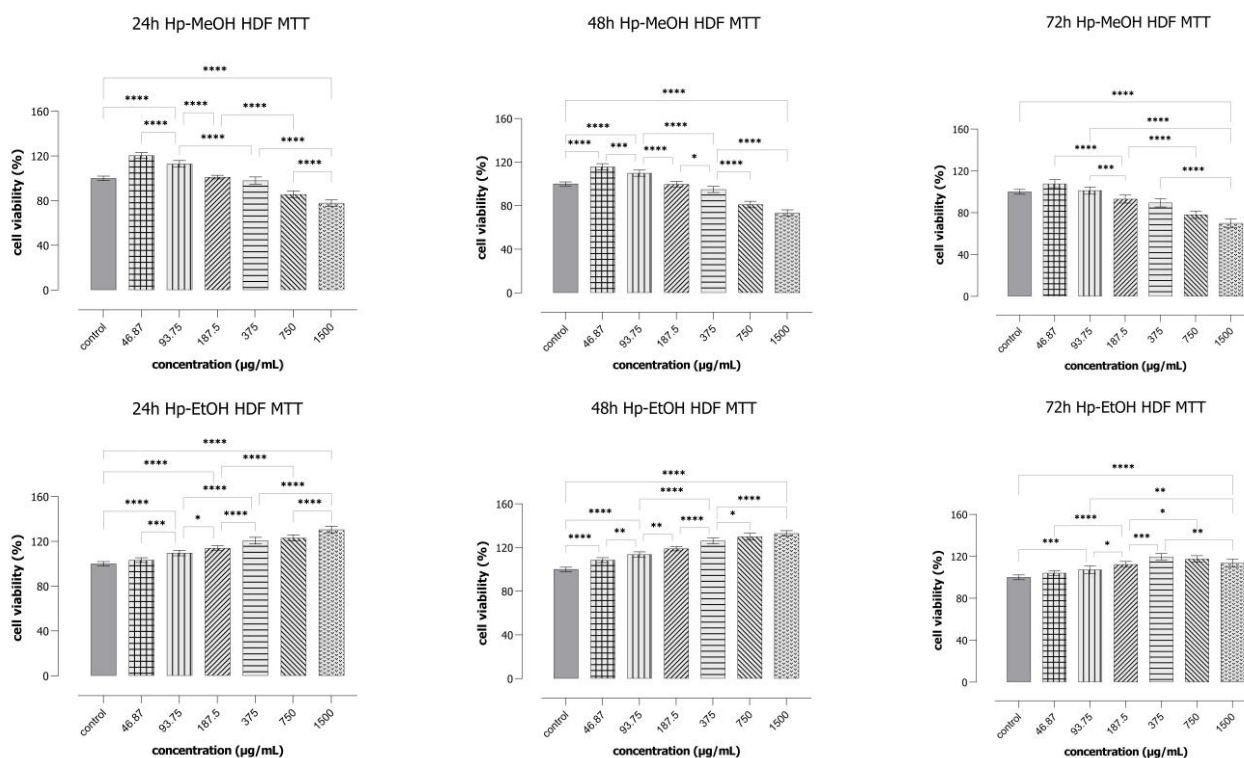 24h Hp-MeOH HDF MTT
****
**** **** ****
**** **** ****
****
cell viability (%)
160
120
80
40
0
control 46.87 93.75 187.5 375 750 1500
concentration (µg/mL)
48h Hp-MeOH HDF MTT
****
**** **** ****
**** *** **** * ****
cell viability (%)
160
120
80
40
0
control 46.87 93.75 187.5 375 750 1500
concentration (µg/mL)
72h Hp-MeOH HDF MTT
****
****
**** ****
*** ****
cell viability (%)
160
120
80
40
0
control 46.87 93.75 187.5 375 750 1500
concentration (µg/mL)
24h Hp-EtOH HDF MTT
****
**** ****
**** **** ****
*** * **** ****
cell viability (%)
160
120
80
40
0
control 46.87 93.75 187.5 375 750 1500
concentration (µg/mL)
48h Hp-EtOH HDF MTT
****
**** **** ****
**** ** ** **** *
cell viability (%)
160
120
80
40
0
control 46.87 93.75 187.5 375 750 1500
concentration (µg/mL)
72h Hp-EtOH HDF MTT
****
**
**** *
*** * *** **
cell viability (%)
160
120
80
40
0
control 46.87 93.75 187.5 375 750 1500
concentration (µg/mL)